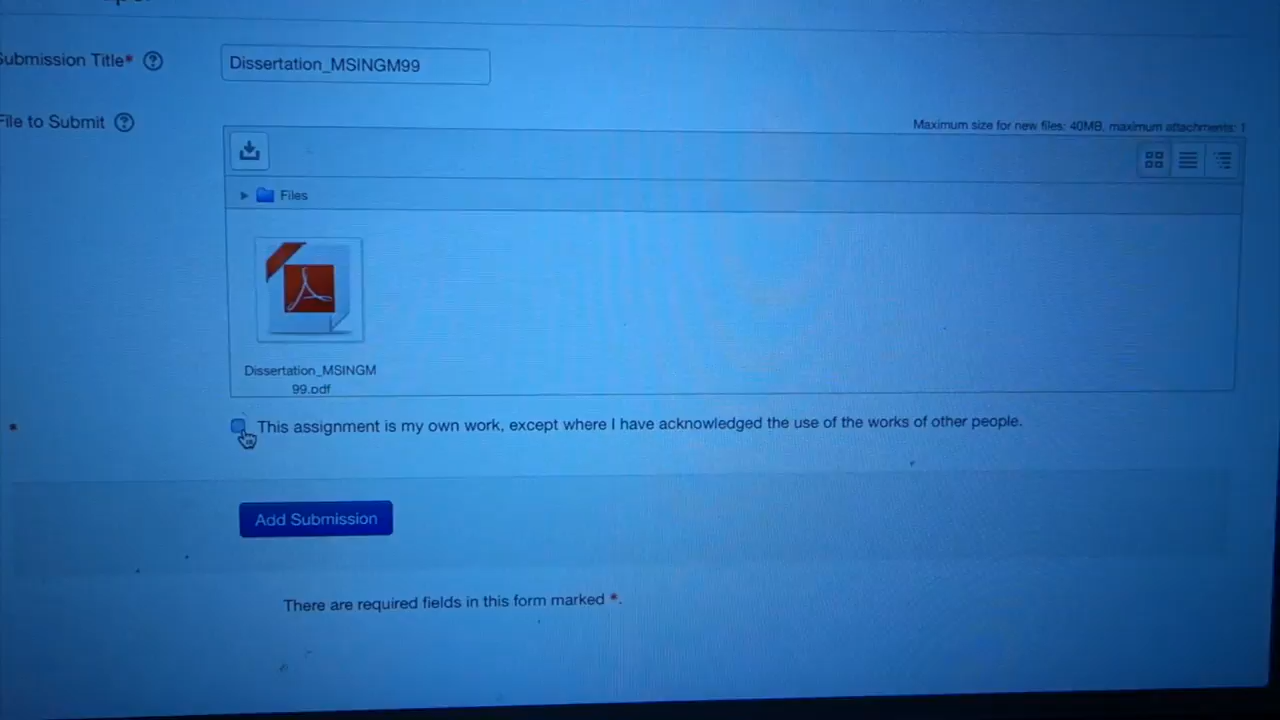 Submission Title*
Dissertation_MSINGM99
File to Submit
Maximum size for new files: 40MB, maximum attachments: 1
Files
Dissertation_MSINGM
99.pdf
* This assignment is my own work, except where I have acknowledged the use of the works of other people.
Add Submission
There are required fields in this form marked *.